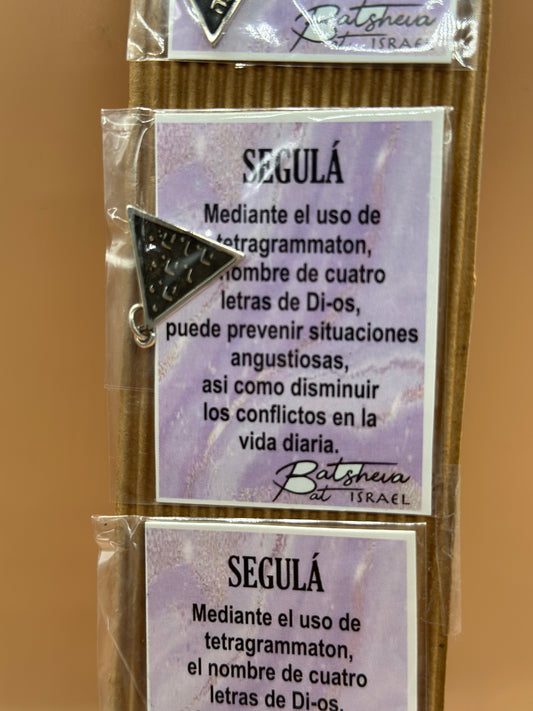 Batsheva
at ISRAEL
SEGULÁ
Mediante el uso de
tetragrammaton,
nombre de cuatro
letras de Di-os,
puede prevenir situaciones
angustiosas,
asi como disminuir
los conflictos en la
vida diaria.
Batsheva
at ISRAEL
SEGULÁ
Mediante el uso de
tetragrammaton,
el nombre de cuatro
letras de Di-os,